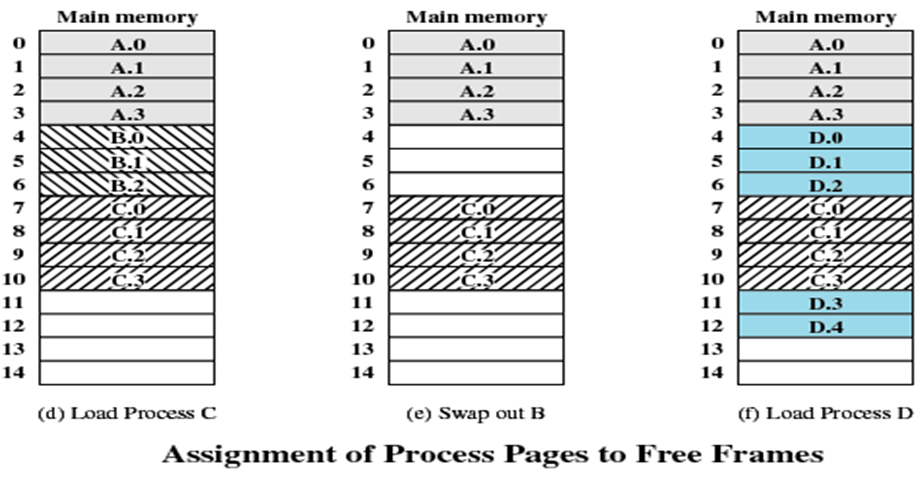 Main memory
0 A.0
1 A.1
2 A.2
3 A.3
4 B.0
5 B.1
6 B.2
7 C.0
8 C.1
9 C.2
10 C.3
11
12
13
14
(d) Load Process C
Main memory
0 A.0
1 A.1
2 A.2
3 A.3
4
5
6
7 C.0
8 C.1
9 C.2
10 C.3
11
12
13
14
(e) Swap out B
Main memory
0 A.0
1 A.1
2 A.2
3 A.3
4 D.0
5 D.1
6 D.2
7 C.0
8 C.1
9 C.2
10 C.3
11 D.3
12 D.4
13
14
(f) Load Process D
Assignment of Process Pages to Free Frames